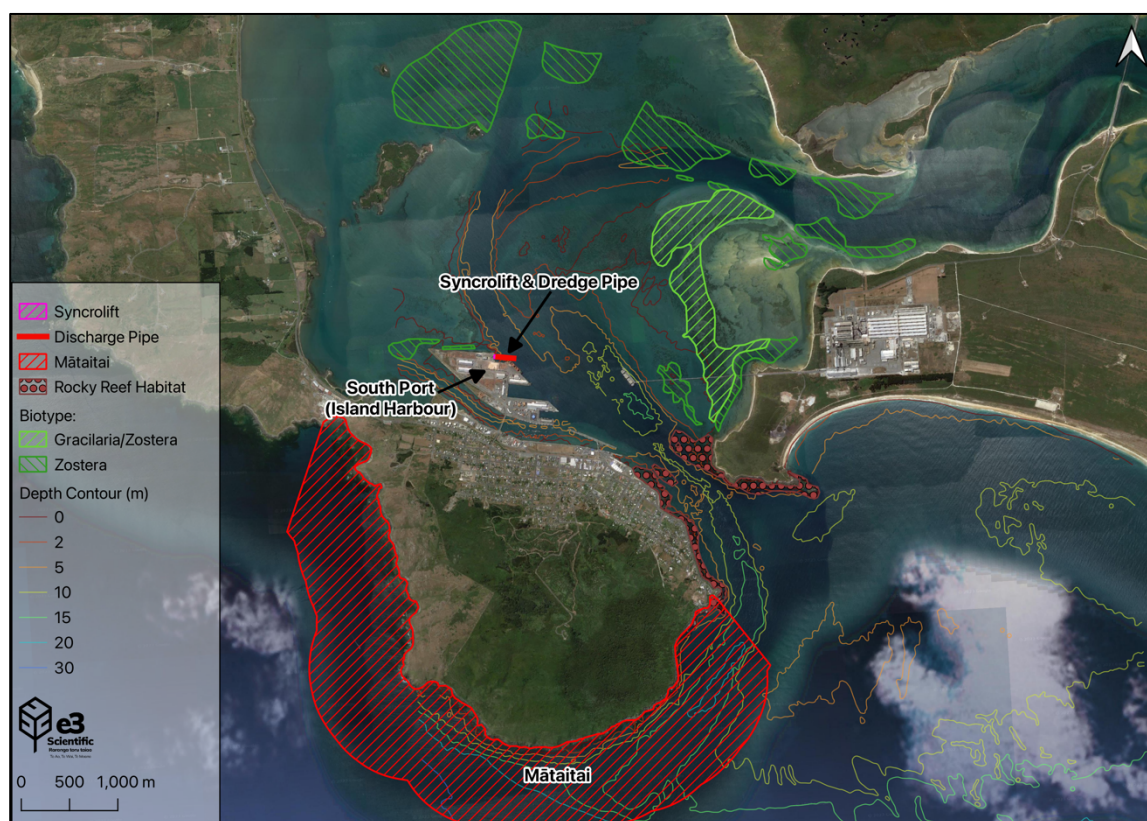 Syncrolift & Dredge Pipe
South Port
(Island Harbour)
Mātaitai
Syncrolift
Discharge Pipe
Mātaitai
Rocky Reef Habitat
Biotype:
Gracilaria/Zostera
Zostera
Depth Contour (m)
0
2
5
10
15
20
30
e3
Scientific
0 500 1,000 m